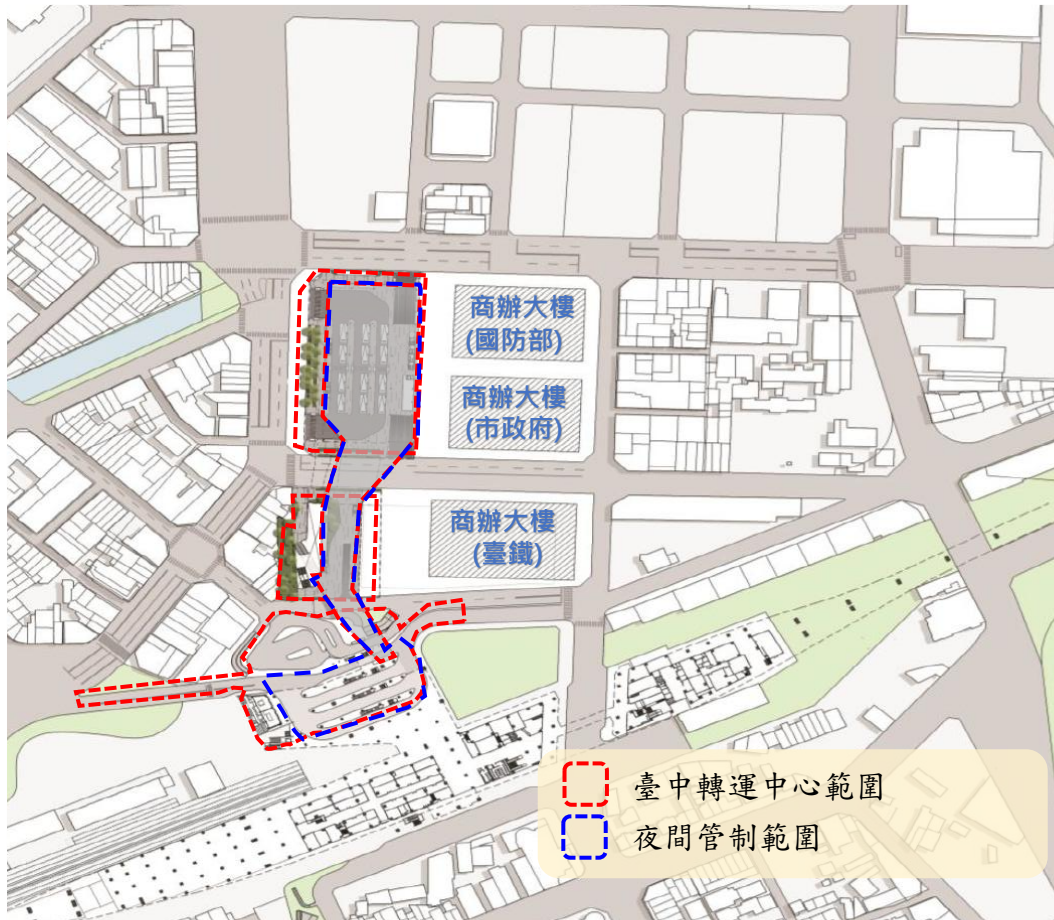 商辦大樓
(國防部)
商辦大樓
(市政府)
商辦大樓
(臺鐵)
臺中轉運中心範圍
夜間管制範圍